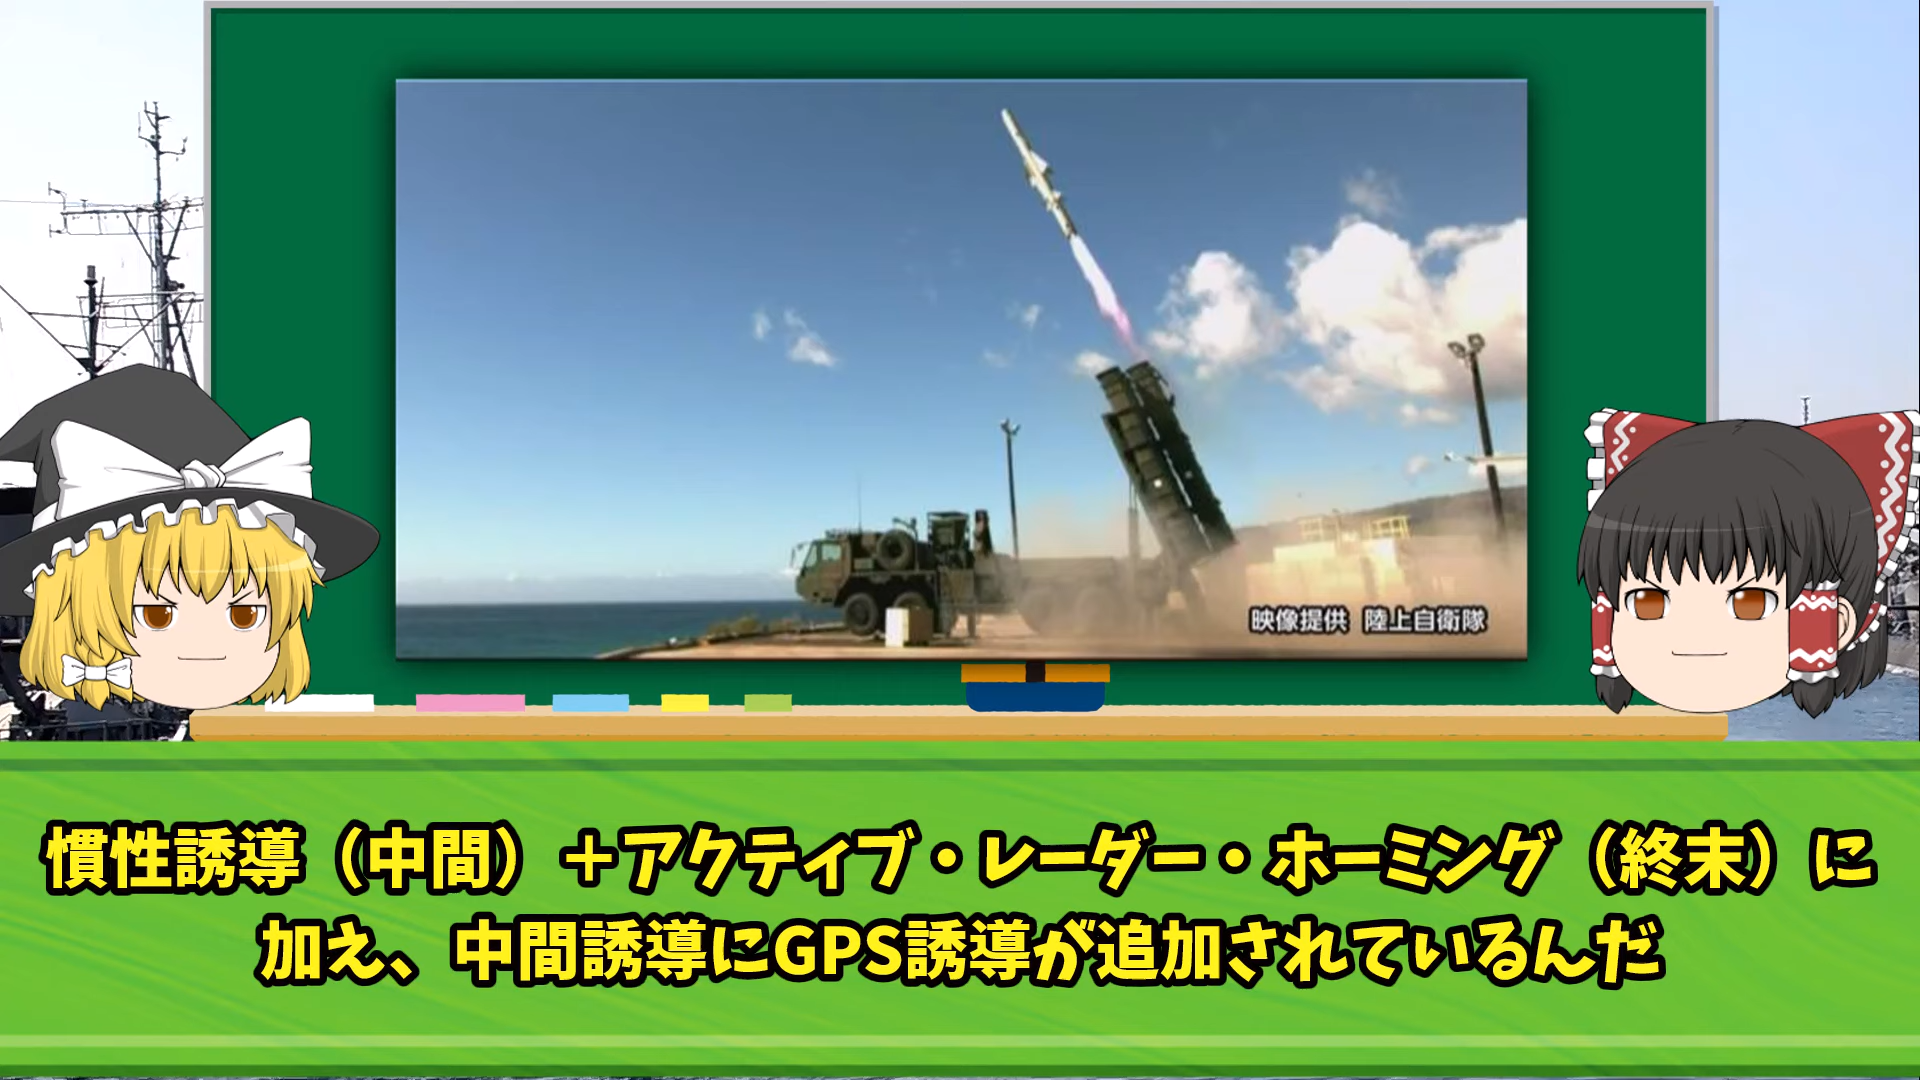 映像提供 陸上自衛隊
慣性誘導（中間）＋アクティブ・レーダー・ホーミング（終末）に
加え、中間誘導にGPS誘導が追加されているんだ